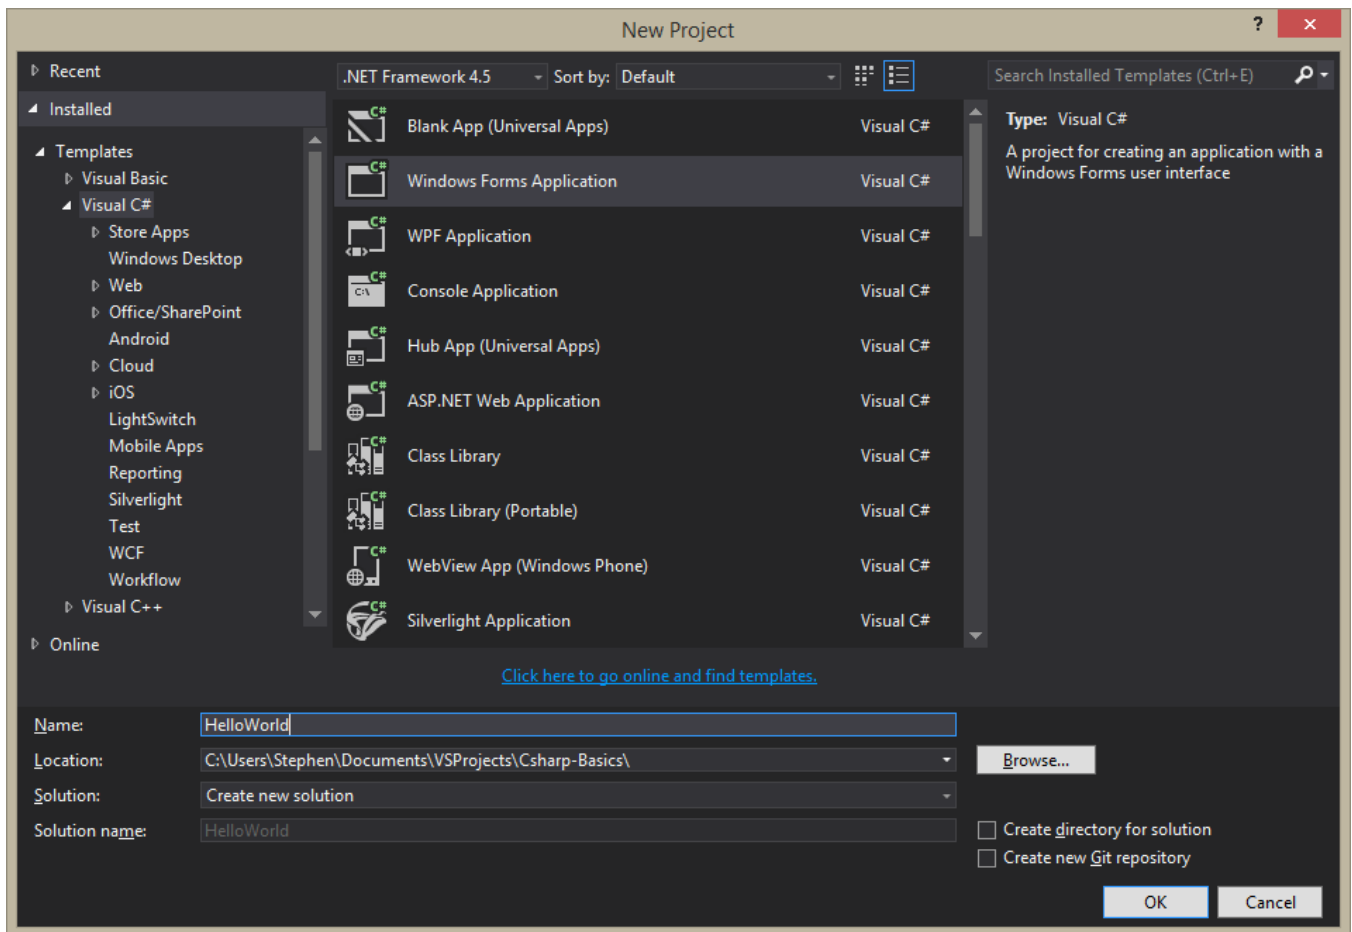 New Project
?
Recent
Installed
Templates
Visual Basic
Visual C#
Store Apps
Windows Desktop
Web
Office/SharePoint
Android
Cloud
iOS
LightSwitch
Mobile Apps
Reporting
Silverlight
Test
WCF
Workflow
Visual C++
Online
.NET Framework 4.5
Sort by: Default
C# Blank App (Universal Apps) Visual C#
C# Windows Forms Application Visual C#
C# WPF Application Visual C#
C# C:\ Console Application Visual C#
C# Hub App (Universal Apps) Visual C#
C# ASP.NET Web Application Visual C#
C# Class Library Visual C#
C# Class Library (Portable) Visual C#
C# WebView App (Windows Phone) Visual C#
C# Silverlight Application Visual C#
Click here to go online and find templates.
Search Installed Templates (Ctrl+E)
Type: Visual C#
A project for creating an application with a
Windows Forms user interface
Name: HelloWorld
Location: C:\Users\Stephen\Documents\VSProjects\Csharp-Basics\
Browse...
Solution: Create new solution
Solution name: HelloWorld
Create directory for solution
Create new Git repository
OK
Cancel